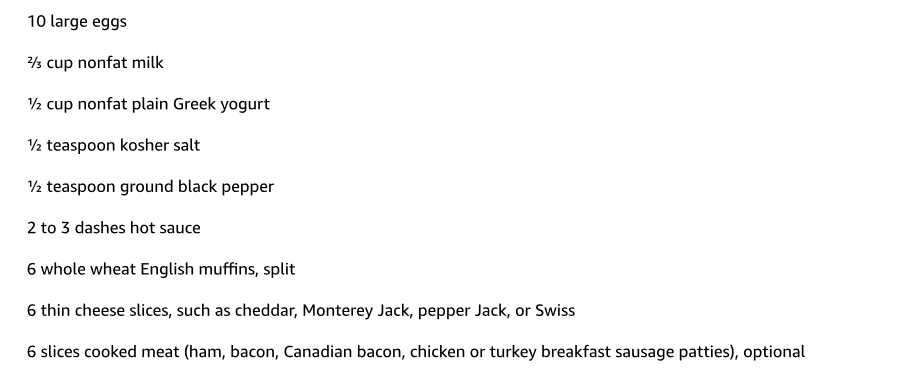 10 large eggs
⅔ cup nonfat milk
½ cup nonfat plain Greek yogurt
½ teaspoon kosher salt
½ teaspoon ground black pepper
2 to 3 dashes hot sauce
6 whole wheat English muffins, split
6 thin cheese slices, such as cheddar, Monterey Jack, pepper Jack, or Swiss
6 slices cooked meat (ham, bacon, Canadian bacon, chicken or turkey breakfast sausage patties), optional